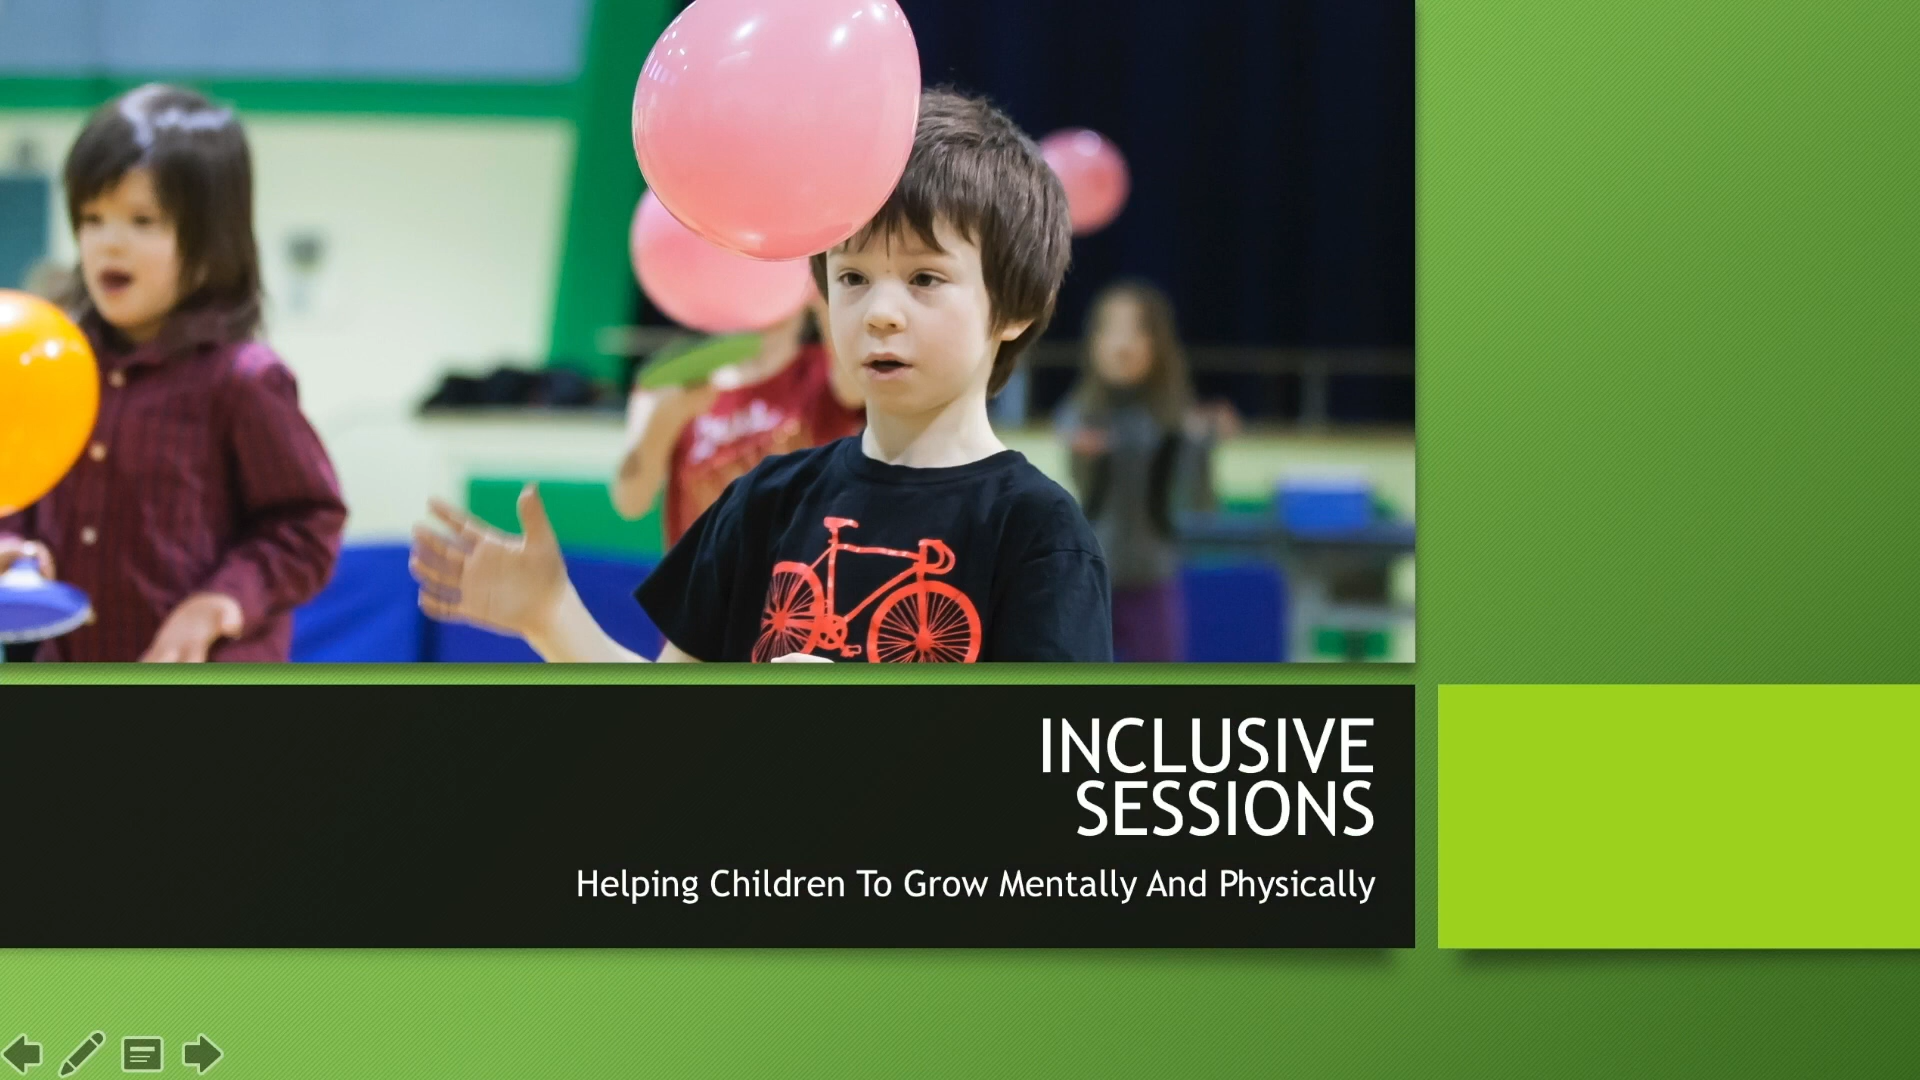 INCLUSIVE
SESSIONS
Helping Children To Grow Mentally And Physically